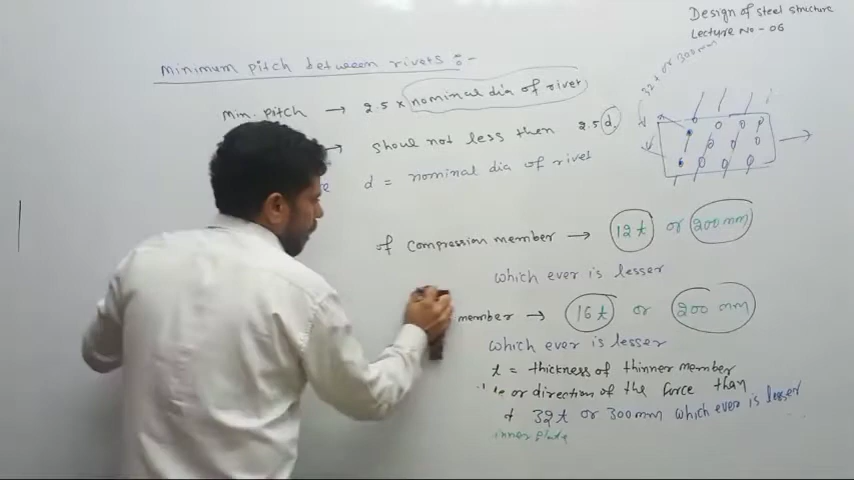 Design of steel structure
Lecture No - 06
minimum pitch between rivets :-
32t or 300mm
Min. pitch → 2.5 × nominal dia of rivet
→ shoul not less then 2.5 d.
d = nominal dia of rivet
of compression member → 12t or 200mm
which ever is lesser
member → 16t or 200 mm
which ever is lesser
t = thickness of thinner member
or direction of the force than
32t or 300mm which ever is lesser
inner plate